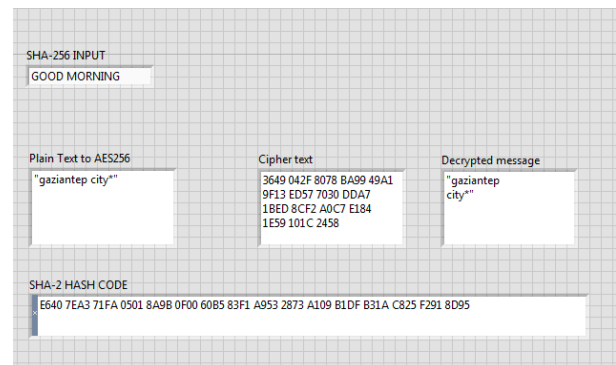 SHA-256 INPUT
GOOD MORNING
Plain Text to AES256
"gaziantep city*"
Cipher text
3649 042F 8078 BA99 49A1
9F13 ED57 7030 DDA7
1BED 8CF2 A0C7 E184
1E59 101C 2458
Decrypted message
"gaziantep
city*"
SHA-2 HASH CODE
E640 7EA3 71FA 0501 8A9B 0F00 60B5 83F1 A953 2873 A109 B1DF B31A C825 F291 8D95